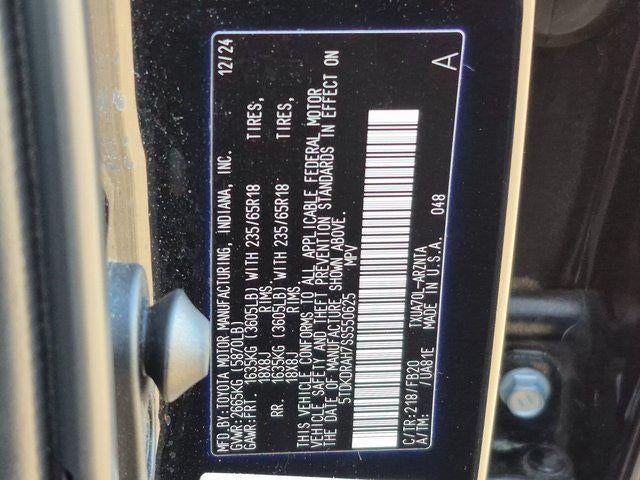 MFD.BY:TOYOTA MOTOR MANUFACTURING, INDIANA, INC. 12/24
GVWR:2665KG (5870LB)
GAWR:FRT. 1635KG (3605LB) WITH 235/65R18 TIRES,
18X8J RIMS,
RR. 1635KG (3605LB) WITH 235/65R18 TIRES,
18X8J RIMS,
THIS VEHICLE CONFORMS TO ALL APPLICABLE FEDERAL MOTOR
VEHICLE SAFETY AND THEFT PREVENTION STANDARDS IN EFFECT ON
THE DATE OF MANUFACTURE SHOWN ABOVE.
5TDKDRAH7SS550625 MPV
C/TR:218/FB20 TXUA70L-ARZNTA 048
A/TM: /UA81E MADE IN U.S.A. A